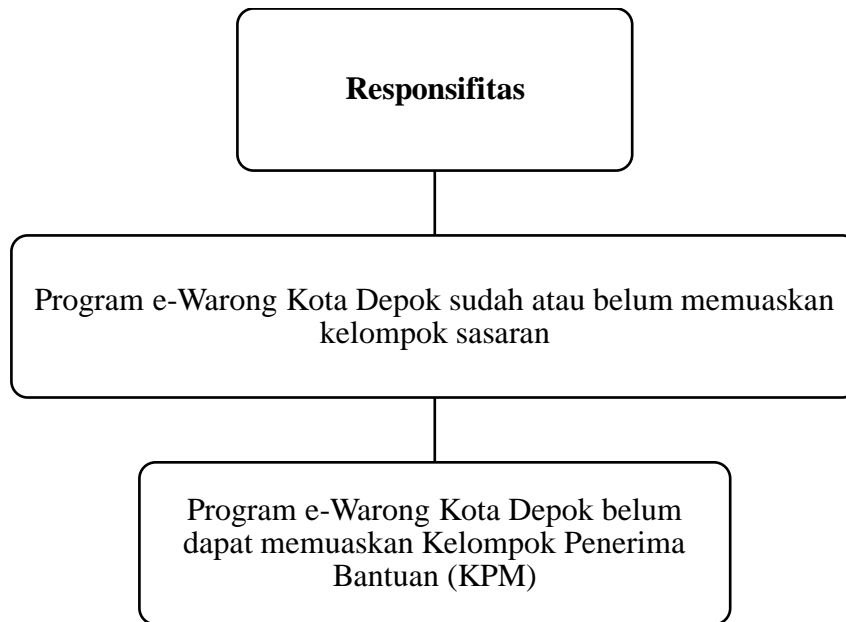 Responsifitas
Program e-Warong Kota Depok sudah atau belum memuaskan
kelompok sasaran
Program e-Warong Kota Depok belum
dapat memuaskan Kelompok Penerima
Bantuan (KPM)